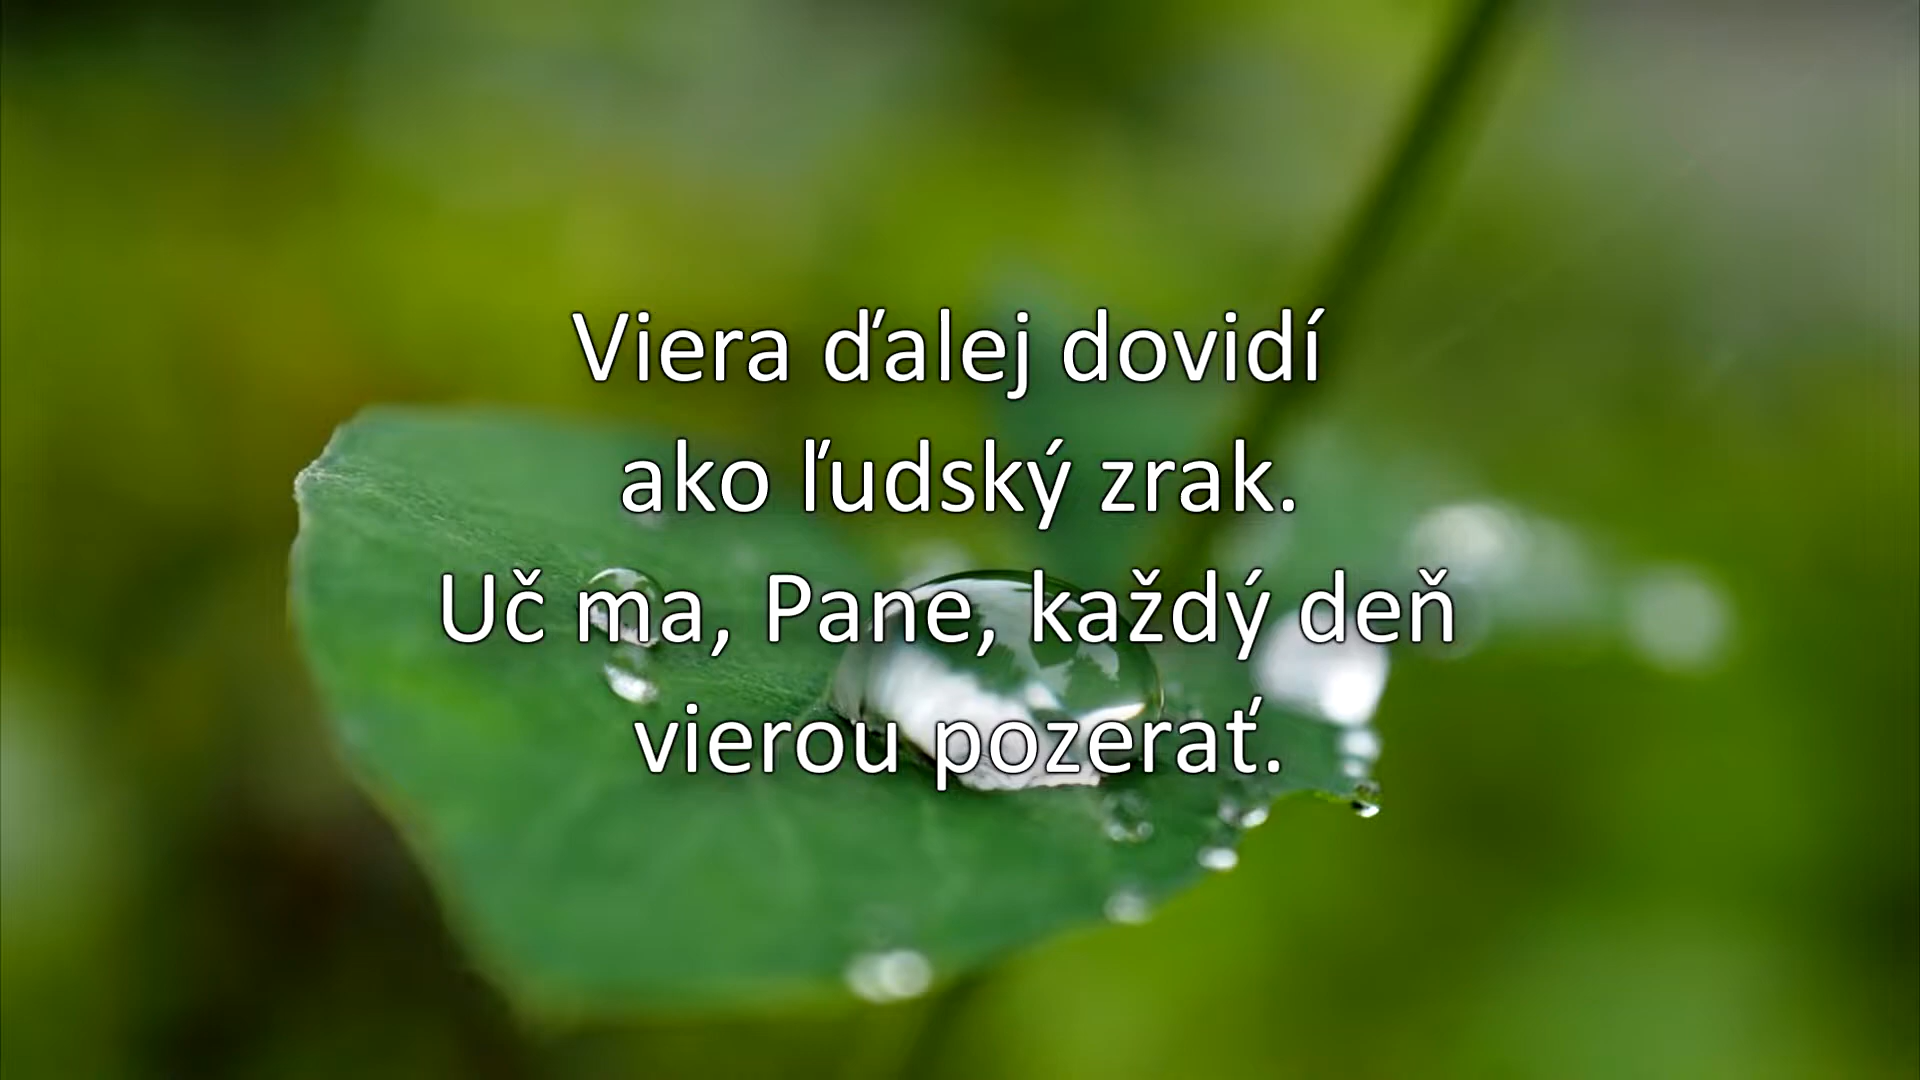 Viera ďalej dovidí
ako ľudský zrak.
Uč ma, Pane, každý deň
vierou pozerať.